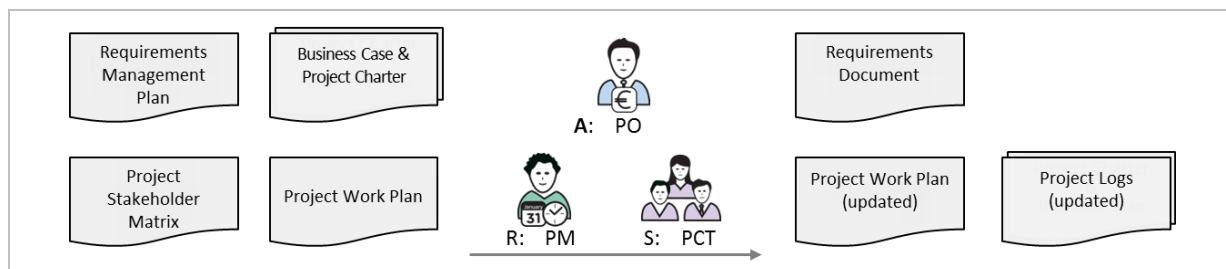 Requirements
Management
Plan
Business Case &
Project Charter
€
A: PO
Requirements
Document
Project
Stakeholder
Matrix
Project Work Plan
January
31
R: PM
S: PCT
Project Work Plan
(updated)
Project Logs
(updated)